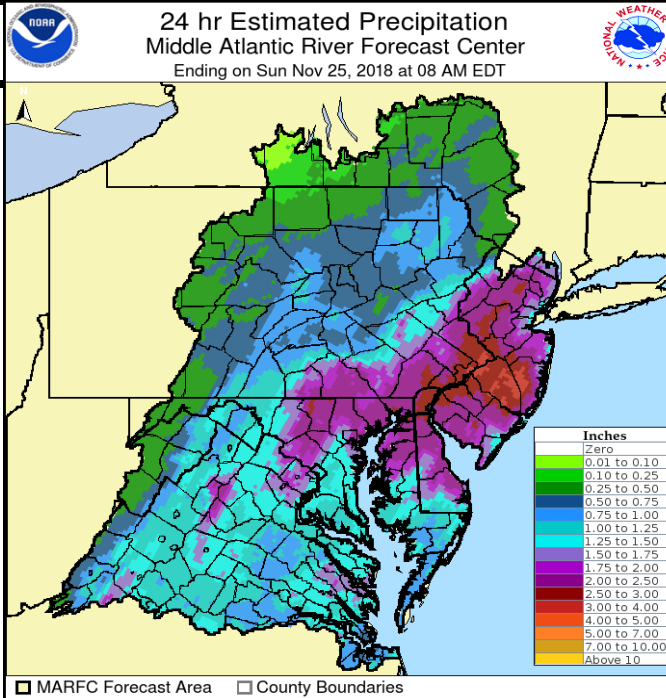 24 hr Estimated Precipitation
Middle Atlantic River Forecast Center
Ending on Sun Nov 25, 2018 at 08 AM EDT
NOAA
NATIONAL WEATHER
N
Inches
Zero
0.01 to 0.10
0.10 to 0.25
0.25 to 0.50
0.50 to 0.75
0.75 to 1.00
1.00 to 1.25
1.25 to 1.50
1.50 to 1.75
1.75 to 2.00
2.00 to 2.50
2.50 to 3.00
3.00 to 4.00
4.00 to 5.00
5.00 to 7.00
7.00 to 10.00
Above 10
MARFC Forecast Area
County Boundaries